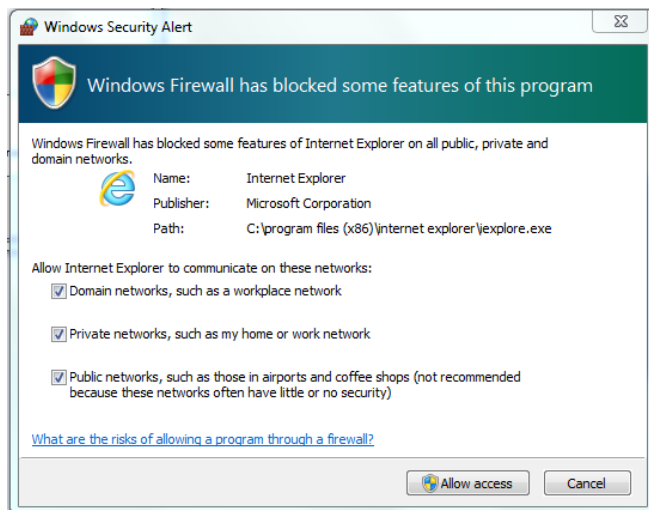 Windows Security Alert
Windows Firewall has blocked some features of this program
Windows Firewall has blocked some features of Internet Explorer on all public, private and
domain networks.
Name: Internet Explorer
Publisher: Microsoft Corporation
Path: C:\program files (x86)\internet explorer\iexplore.exe
Allow Internet Explorer to communicate on these networks:
Domain networks, such as a workplace network
Private networks, such as my home or work network
Public networks, such as those in airports and coffee shops (not recommended
because these networks often have little or no security)
What are the risks of allowing a program through a firewall?
Allow access Cancel